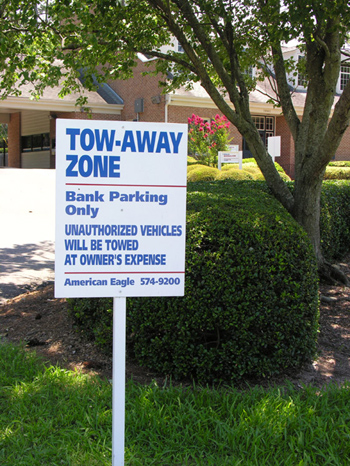 TOW-AWAY
ZONE
Bank Parking
Only
UNAUTHORIZED VEHICLES
WILL BE TOWED
AT OWNER'S EXPENSE
American Eagle 574-9200